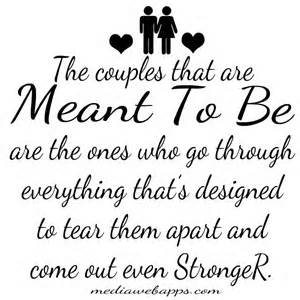 The couples that are
Meant To Be
are the ones who go through
everything that's designed
to tear them apart and
come out even StrongeR.
mediawebapps.com